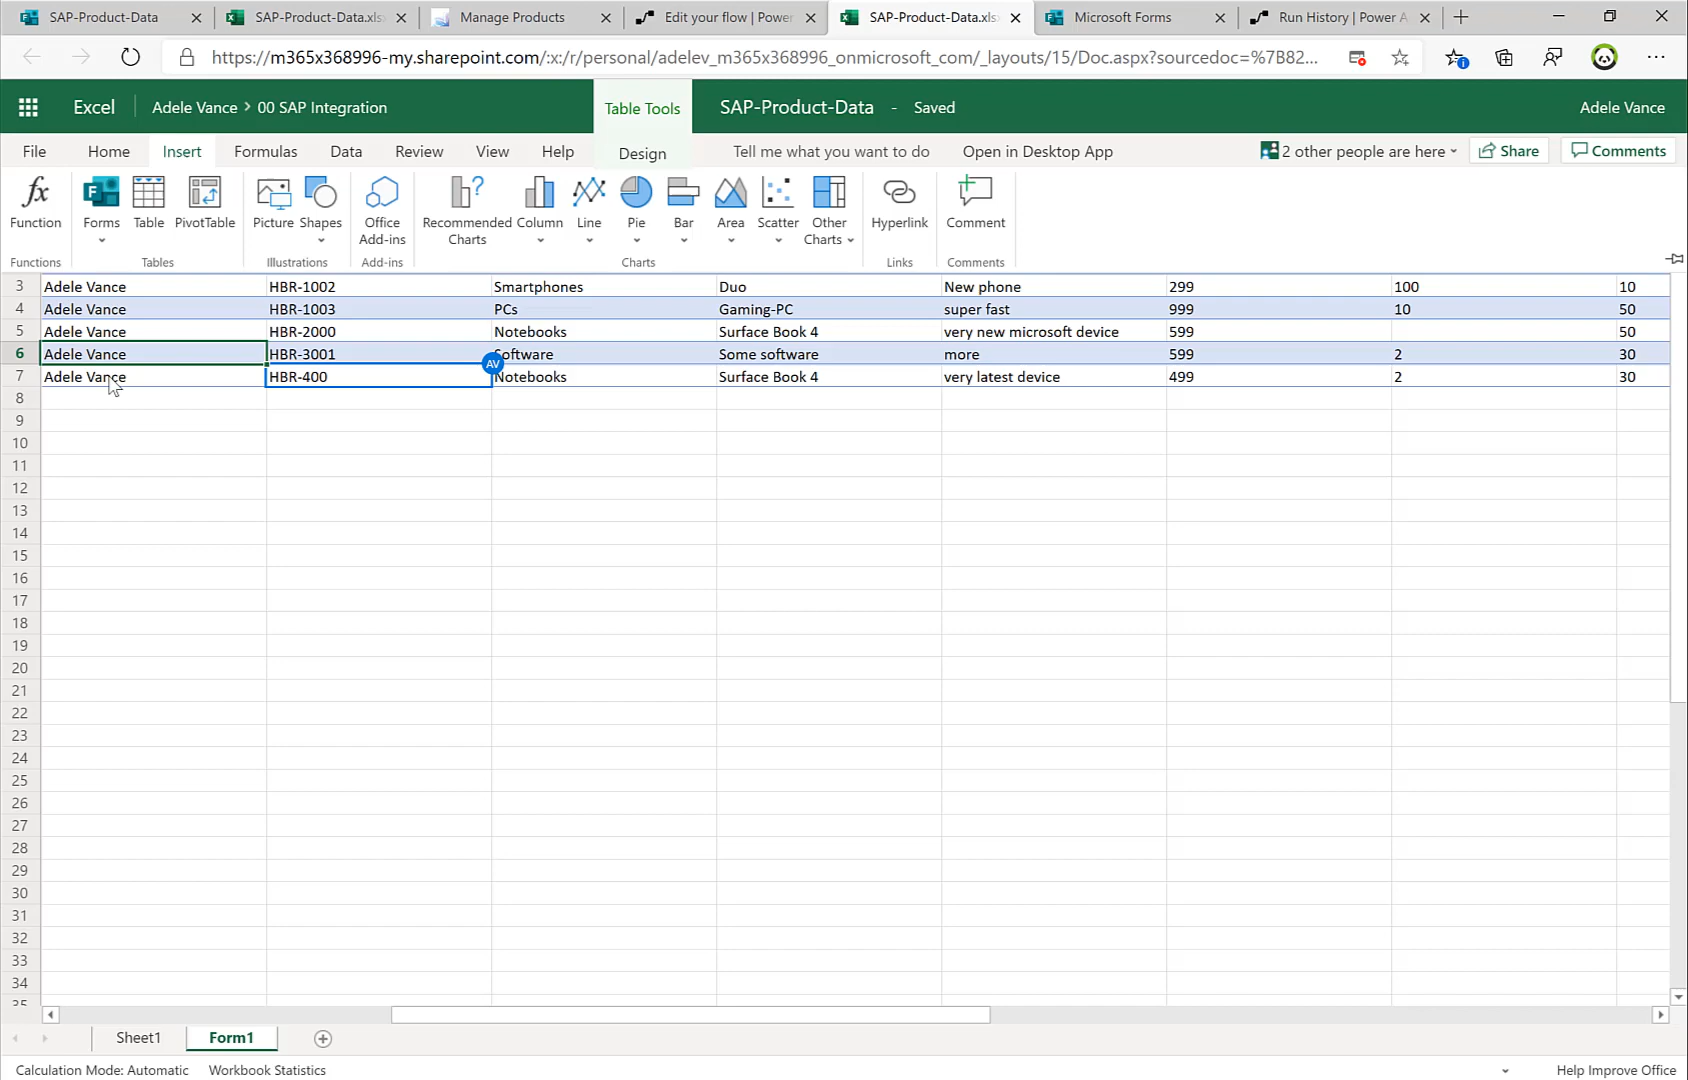 SAP-Product-Data
SAP-Product-Data.xls
Manage Products
Edit your flow | Power
SAP-Product-Data.xls
Microsoft Forms
Run History | Power A
https://m365x368996-my.sharepoint.com/:x:/r/personal/adelev_m365x368996_onmicrosoft_com/_layouts/15/Doc.aspx?sourcedoc=%7B82...
Excel
Adele Vance > 00 SAP Integration
Table Tools
SAP-Product-Data - Saved
Adele Vance
File Home Insert Formulas Data Review View Help Design
Tell me what you want to do
Open in Desktop App
2 other people are here
Share
Comments
Function
Forms
Table
PivotTable
Picture
Shapes
Office Add-ins
Recommended Charts
Column
Line
Pie
Bar
Area
Scatter
Other Charts
Hyperlink
Comment
Functions
Tables
Illustrations
Add-ins
Charts
Links
Comments
3 Adele Vance HBR-1002 Smartphones Duo New phone 299 100 10
4 Adele Vance HBR-1003 PCs Gaming-PC super fast 999 10 50
5 Adele Vance HBR-2000 Notebooks Surface Book 4 very new microsoft device 599 50
6 Adele Vance HBR-3001 Software Some software more 599 2 30
AV
7 Adele Vance HBR-400 Notebooks Surface Book 4 very latest device 499 2 30
8
9
10
11
12
13
14
15
16
17
18
19
20
21
22
23
24
25
26
27
28
29
30
31
32
33
34
35
Sheet1
Form1
Calculation Mode: Automatic
Workbook Statistics
Help Improve Office